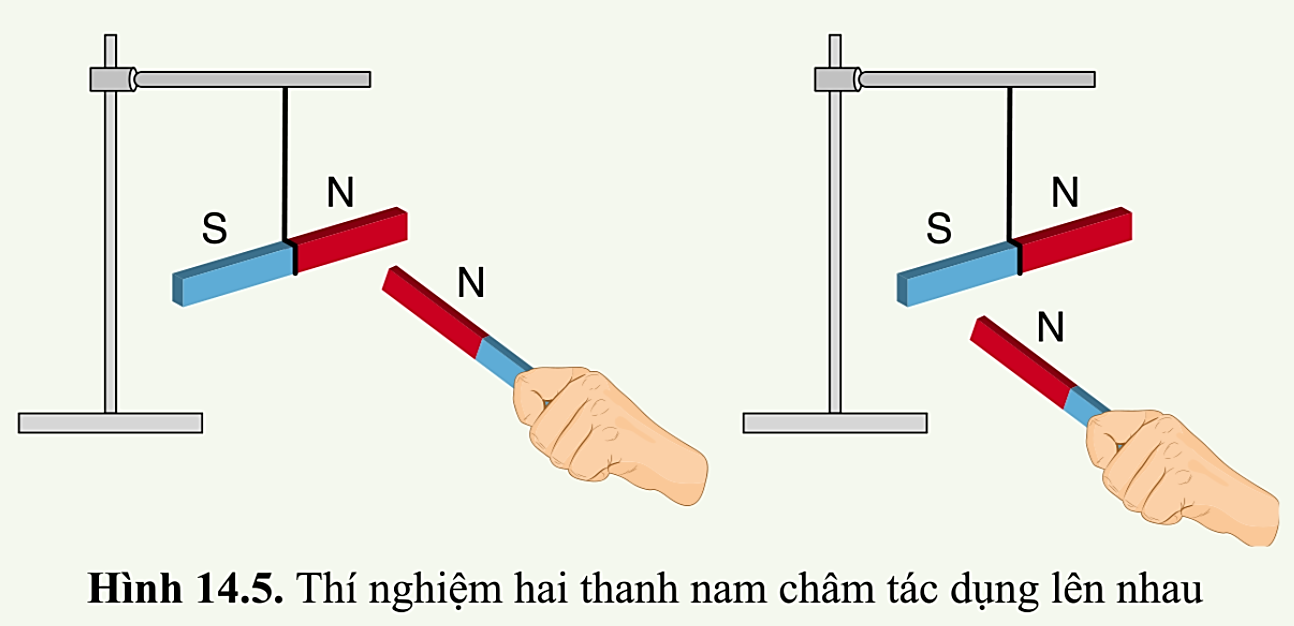 N
S
N
N
S
N
Hình 14.5. Thí nghiệm hai thanh nam châm tác dụng lên nhau